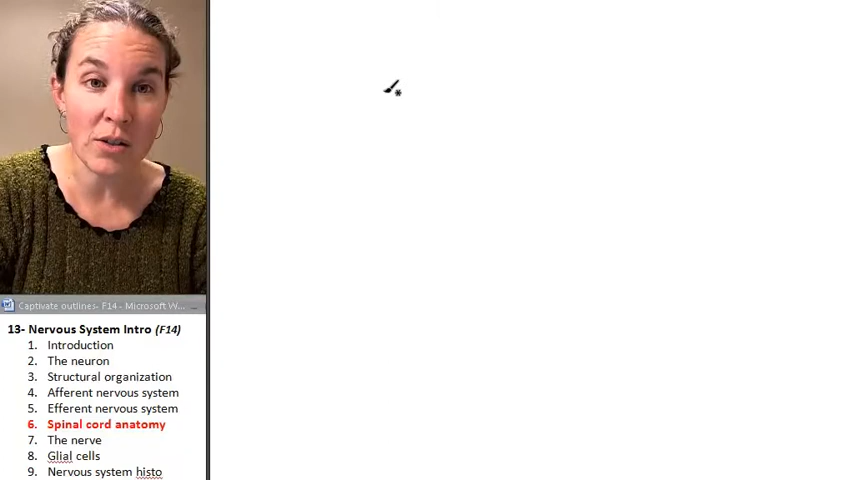 Captivate outlines- F14 - Microsoft W...
13- Nervous System Intro (F14)
1. Introduction
2. The neuron
3. Structural organization
4. Afferent nervous system
5. Efferent nervous system
6. Spinal cord anatomy
7. The nerve
8. Glial cells
9. Nervous system histo